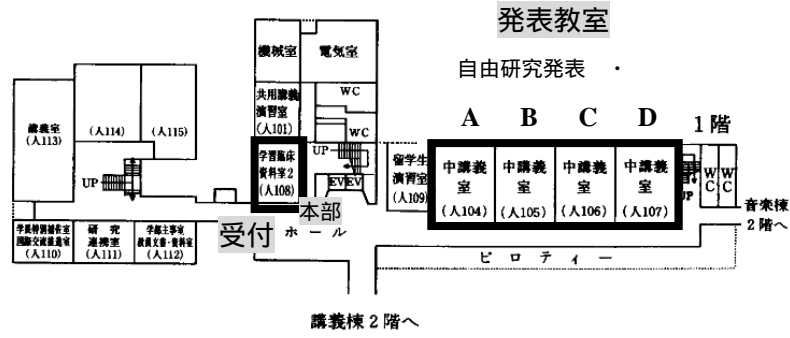 発表教室
自由研究発表 ・
A B C D
1階
機械室
電気室
WC
共用講義
演習室
(人101)
WC
UP
EV EV
講義室
(人113)
(人114)
(人115)
UP
学習臨床
資料室2
(人108)
本部
受付
ホール
留学生
演習室
(人109)
中講義
室
(人104)
中講義
室
(人105)
中講義
室
(人106)
中講義
室
(人107)
UP
WC
WC
音楽棟
2階へ
学長特別補佐室
国際交流推進室
(人110)
研究
連携室
(人111)
学部主事室
教員文書・資料室
(人112)
ピロティー
講義棟2階へ